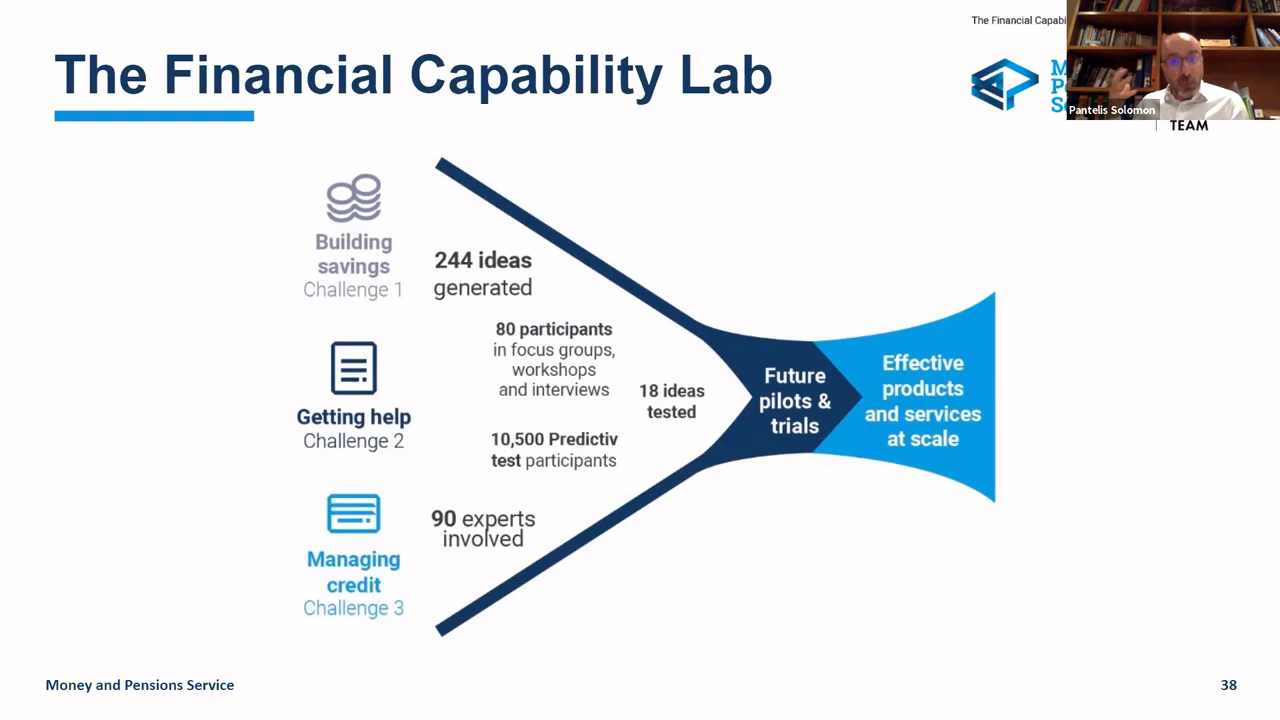 The Financial Capabi
The Financial Capability Lab
Pantelis Solomon
TEAM
Building
savings
Challenge 1
244 ideas
generated
80 participants
in focus groups,
workshops
and interviews
18 ideas
tested
Getting help
Challenge 2
10,500 Predictiv
test participants
90 experts
involved
Managing
credit
Challenge 3
Future
pilots &
trials
Effective
products
and services
at scale
Money and Pensions Service
38